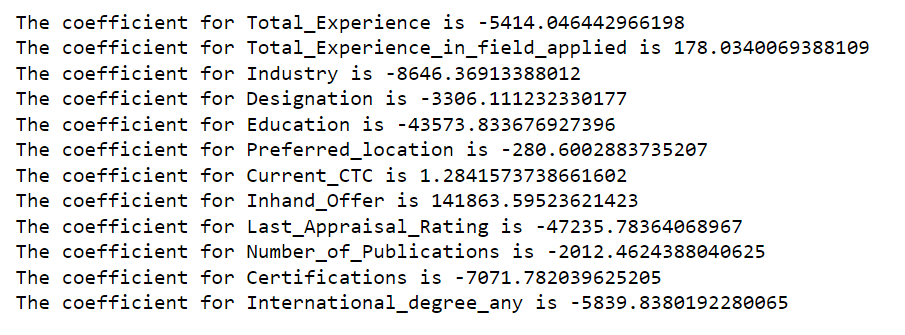 The coefficient for Total_Experience is -5414.046442966198
The coefficient for Total_Experience_in_field_applied is 178.0340069388109
The coefficient for Industry is -8646.36913388012
The coefficient for Designation is -3306.111232330177
The coefficient for Education is -43573.833676927396
The coefficient for Preferred_location is -280.6002883735207
The coefficient for Current_CTC is 1.2841573738661602
The coefficient for Inhand_Offer is 141863.59523621423
The coefficient for Last_Appraisal_Rating is -47235.78364068967
The coefficient for Number_of_Publications is -2012.4624388040625
The coefficient for Certifications is -7071.782039625205
The coefficient for International_degree_any is -5839.8380192280065